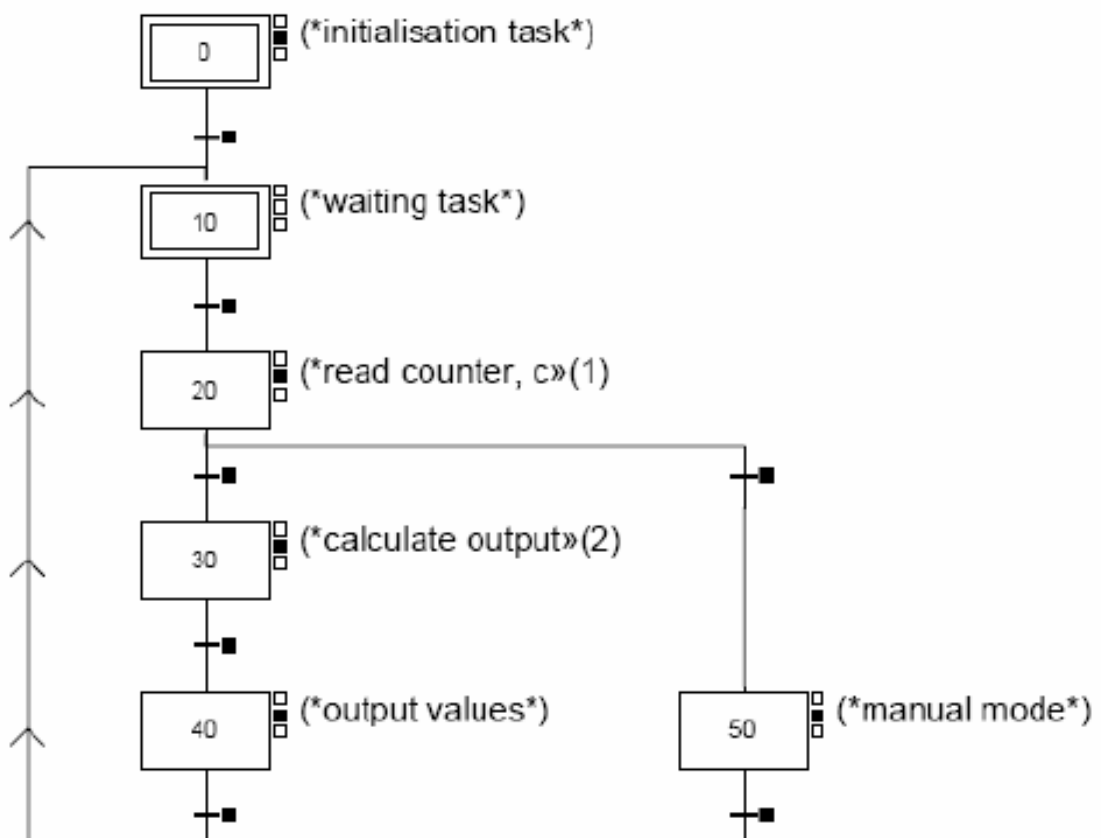 0 (*initialisation task*)
10 (*waiting task*)
20 (*read counter, c»(1)
30 (*calculate output»(2)
40 (*output values*)
50 (*manual mode*)